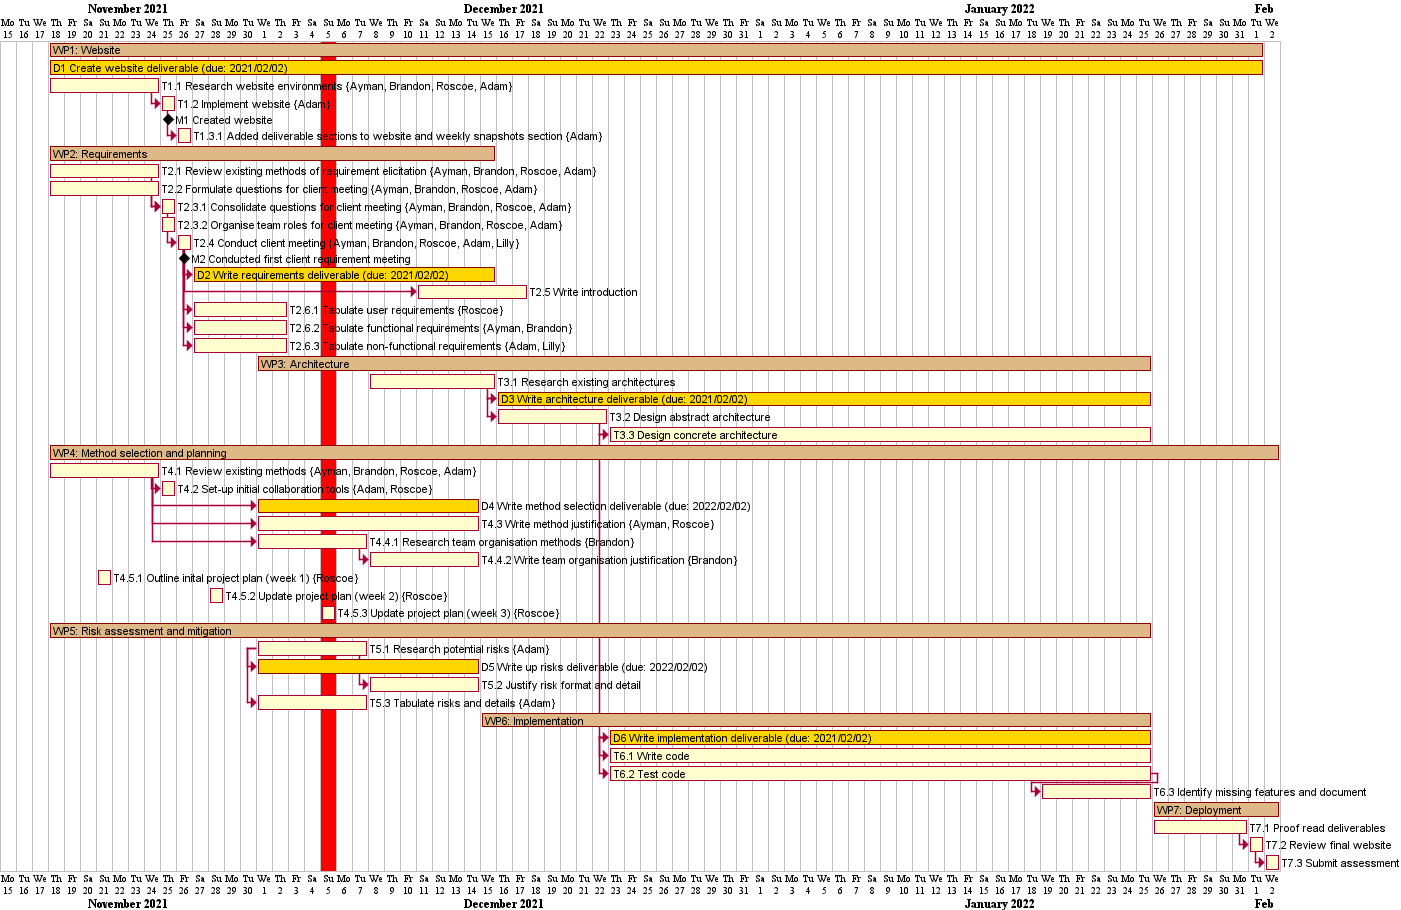 November 2021 December 2021 January 2022 Feb
Mo Tu We Th Fr Sa Su Mo Tu We Th Fr Sa Su Mo Tu We Th Fr Sa Su Mo Tu We Th Fr Sa Su Mo Tu We Th Fr Sa Su Mo Tu We Th Fr Sa Su Mo Tu We Th Fr Sa Su Mo Tu We Th Fr Sa Su Mo Tu We Th Fr Sa Su Mo Tu We Th Fr Sa Su Mo Tu We Th Fr Sa Su Mo Tu We
15 16 17 18 19 20 21 22 23 24 25 26 27 28 29 30 1 2 3 4 5 6 7 8 9 10 11 12 13 14 15 16 17 18 19 20 21 22 23 24 25 26 27 28 29 30 31 1 2 3 4 5 6 7 8 9 10 11 12 13 14 15 16 17 18 19 20 21 22 23 24 25 26 27 28 29 30 31 1 2
WP1: Website
D1 Create website deliverable (due: 2021/02/02)
T1.1 Research website environments {Ayman, Brandon, Roscoe, Adam}
T1.2 Implement website {Adam}
M1 Created website
T1.3.1 Added deliverable sections to website and weekly snapshots section {Adam}
WP2: Requirements
T2.1 Review existing methods of requirement elicitation {Ayman, Brandon, Roscoe, Adam}
T2.2 Formulate questions for client meeting {Ayman, Brandon, Roscoe, Adam}
T2.3.1 Consolidate questions for client meeting {Ayman, Brandon, Roscoe, Adam}
T2.3.2 Organise team roles for client meeting {Ayman, Brandon, Roscoe, Adam}
T2.4 Conduct client meeting {Ayman, Brandon, Roscoe, Adam, Lilly}
M2 Conducted first client requirement meeting
D2 Write requirements deliverable (due: 2021/02/02)
T2.5 Write introduction
T2.6.1 Tabulate user requirements {Roscoe}
T2.6.2 Tabulate functional requirements {Ayman, Brandon}
T2.6.3 Tabulate non-functional requirements {Adam, Lilly}
WP3: Architecture
T3.1 Research existing architectures
D3 Write architecture deliverable (due: 2021/02/02)
T3.2 Design abstract architecture
T3.3 Design concrete architecture
WP4: Method selection and planning
T4.1 Review existing methods {Ayman, Brandon, Roscoe, Adam}
T4.2 Set-up initial collaboration tools {Adam, Roscoe}
D4 Write method selection deliverable (due: 2022/02/02)
T4.3 Write method justification {Ayman, Roscoe}
T4.4.1 Research team organisation methods {Brandon}
T4.4.2 Write team organisation justification {Brandon}
T4.5.1 Outline inital project plan (week 1) {Roscoe}
T4.5.2 Update project plan (week 2) {Roscoe}
T4.5.3 Update project plan (week 3) {Roscoe}
WP5: Risk assessment and mitigation
T5.1 Research potential risks {Adam}
D5 Write up risks deliverable (due: 2022/02/02)
T5.2 Justify risk format and detail
T5.3 Tabulate risks and details {Adam}
WP6: Implementation
D6 Write implementation deliverable (due: 2021/02/02)
T6.1 Write code
T6.2 Test code
T6.3 Identify missing features and document
WP7: Deployment
T7.1 Proof read deliverables
T7.2 Review final website
T7.3 Submit assessment
Mo Tu We Th Fr Sa Su Mo Tu We Th Fr Sa Su Mo Tu We Th Fr Sa Su Mo Tu We Th Fr Sa Su Mo Tu We Th Fr Sa Su Mo Tu We Th Fr Sa Su Mo Tu We Th Fr Sa Su Mo Tu We Th Fr Sa Su Mo Tu We Th Fr Sa Su Mo Tu We Th Fr Sa Su Mo Tu We Th Fr Sa Su Mo Tu We
15 16 17 18 19 20 21 22 23 24 25 26 27 28 29 30 1 2 3 4 5 6 7 8 9 10 11 12 13 14 15 16 17 18 19 20 21 22 23 24 25 26 27 28 29 30 31 1 2 3 4 5 6 7 8 9 10 11 12 13 14 15 16 17 18 19 20 21 22 23 24 25 26 27 28 29 30 31 1 2
November 2021 December 2021 January 2022 Feb